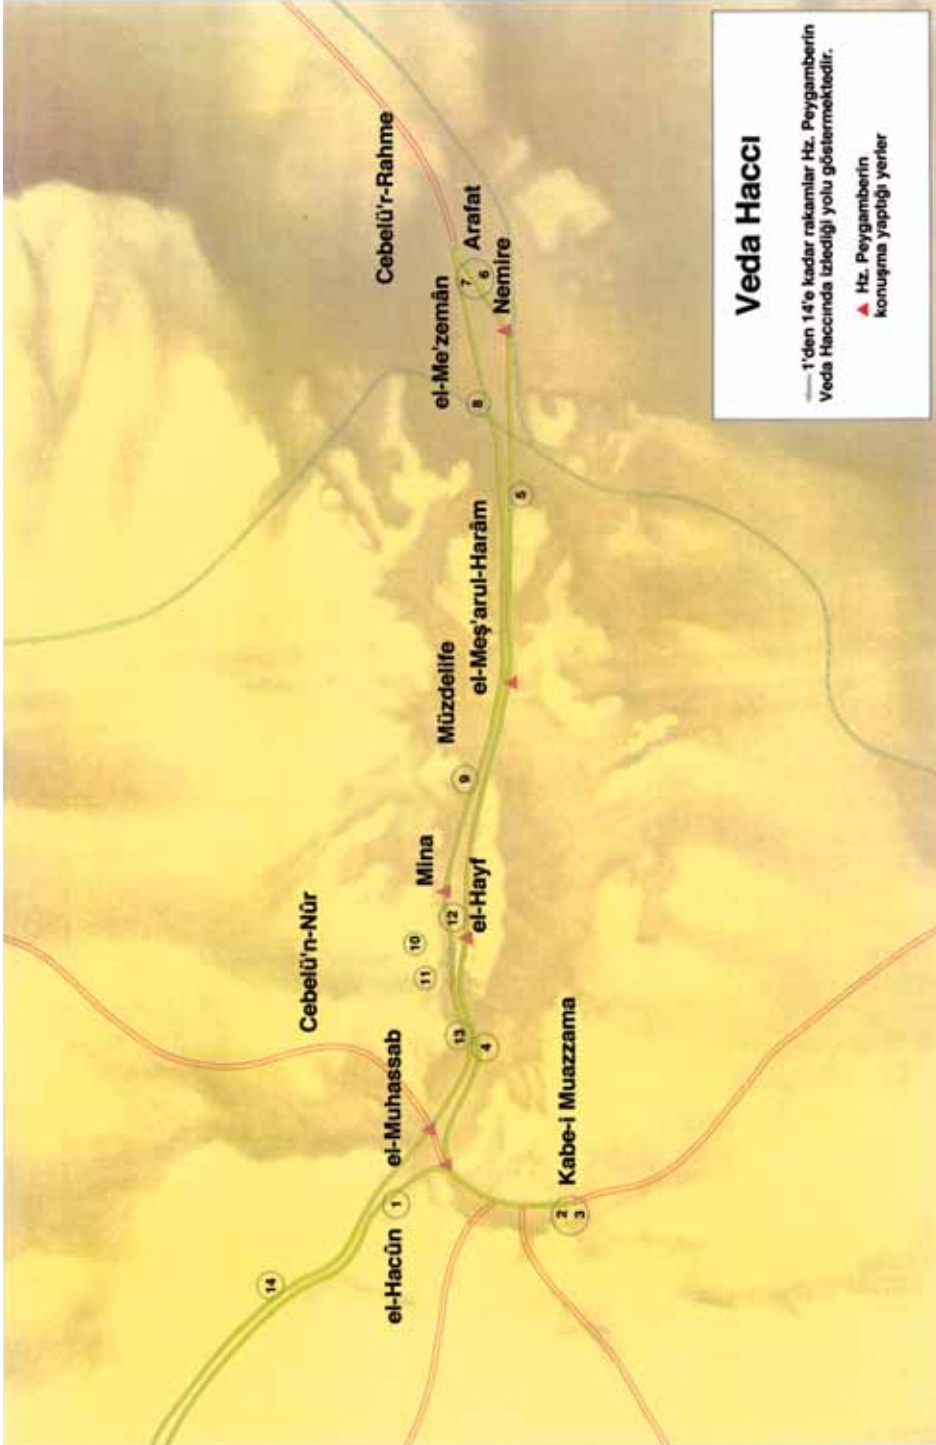 Veda Haccı
1'den 14'e kadar rakamlar Hz. Peygamberin
Veda Haccında izlediği yolu göstermektedir.
Hz. Peygamberin
konuşma yaptığı yerler
Cebelü'r-Rahme
Arafat
7
6
Nemire
el-Me'zemân
8
5
el-Meş'arul-Harâm
Müzdelife
9
Mina
12
el-Hayf
10
11
Cebelü'n-Nûr
13
4
el-Muhassab
Kabe-i Muazzama
2
3
1
el-Hacûn
14